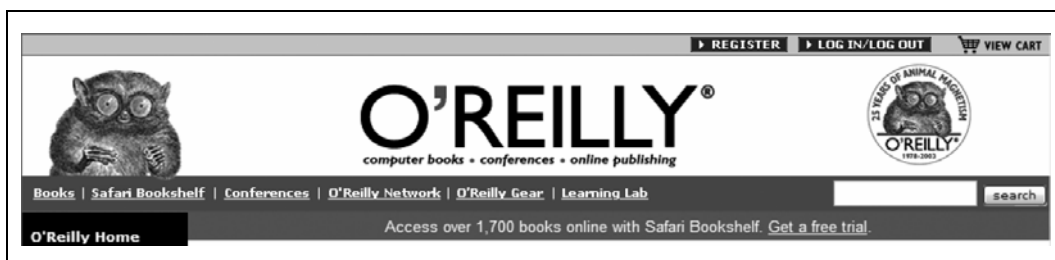 REGISTER LOG IN/LOG OUT VIEW CART
O'REILLY®
computer books • conferences • online publishing
25 YEARS OF ANIMAL MAGNETISM
O'REILLY®
1978-2003
Books | Safari Bookshelf | Conferences | O'Reilly Network | O'Reilly Gear | Learning Lab search
O'Reilly Home
Access over 1,700 books online with Safari Bookshelf. Get a free trial.